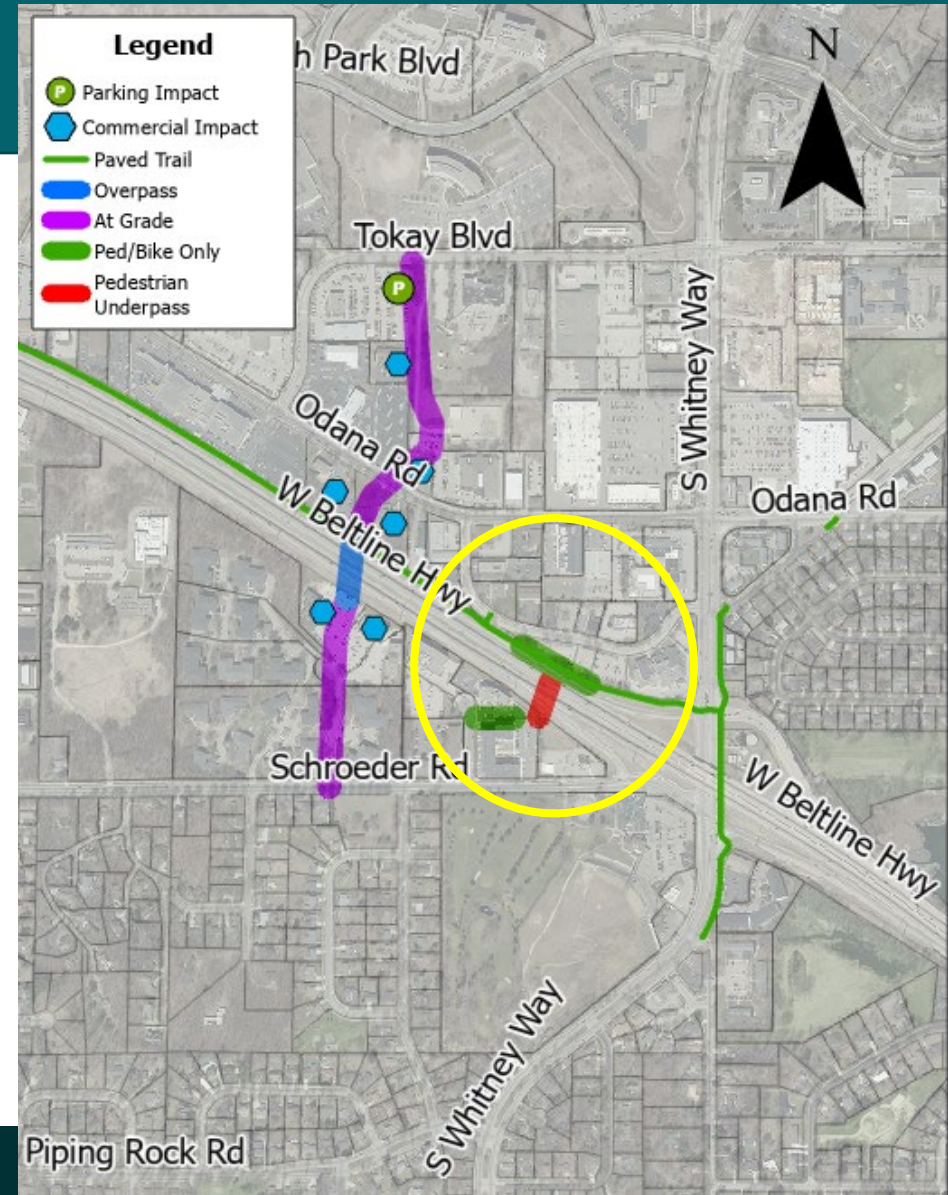 Legend
P Parking Impact
Commercial Impact
Paved Trail
Overpass
At Grade
Ped/Bike Only
Pedestrian
Underpass
h Park Blvd
N
Tokay Blvd
P
S Whitney Way
Odana Rd
Odana Rd
W Beltline Hwy
Schroeder Rd
W Beltline Hwy
S Whitney Way
Piping Rock Rd